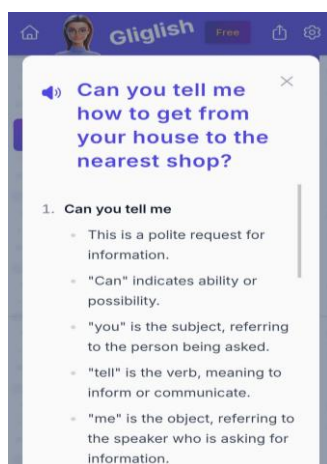 Gliglish Free
Can you tell me
how to get from
your house to the
nearest shop?
1. Can you tell me
This is a polite request for
information.
"Can" indicates ability or
possibility.
"you" is the subject, referring
to the person being asked.
"tell" is the verb, meaning to
inform or communicate.
"me" is the object, referring to
the speaker who is asking for
information.